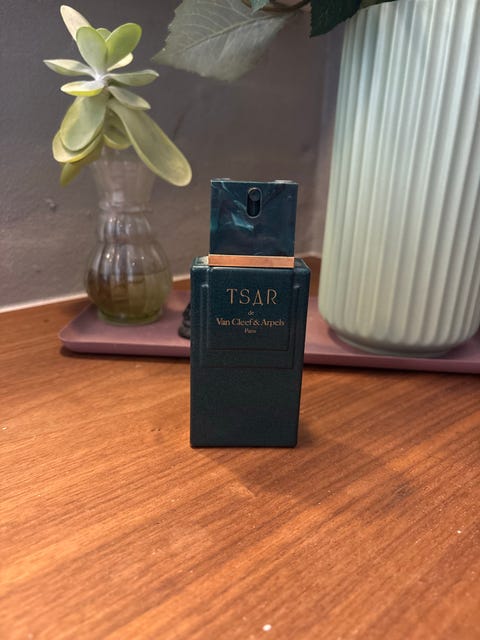 TSAR
de
Van Cleef & Arpels
Paris